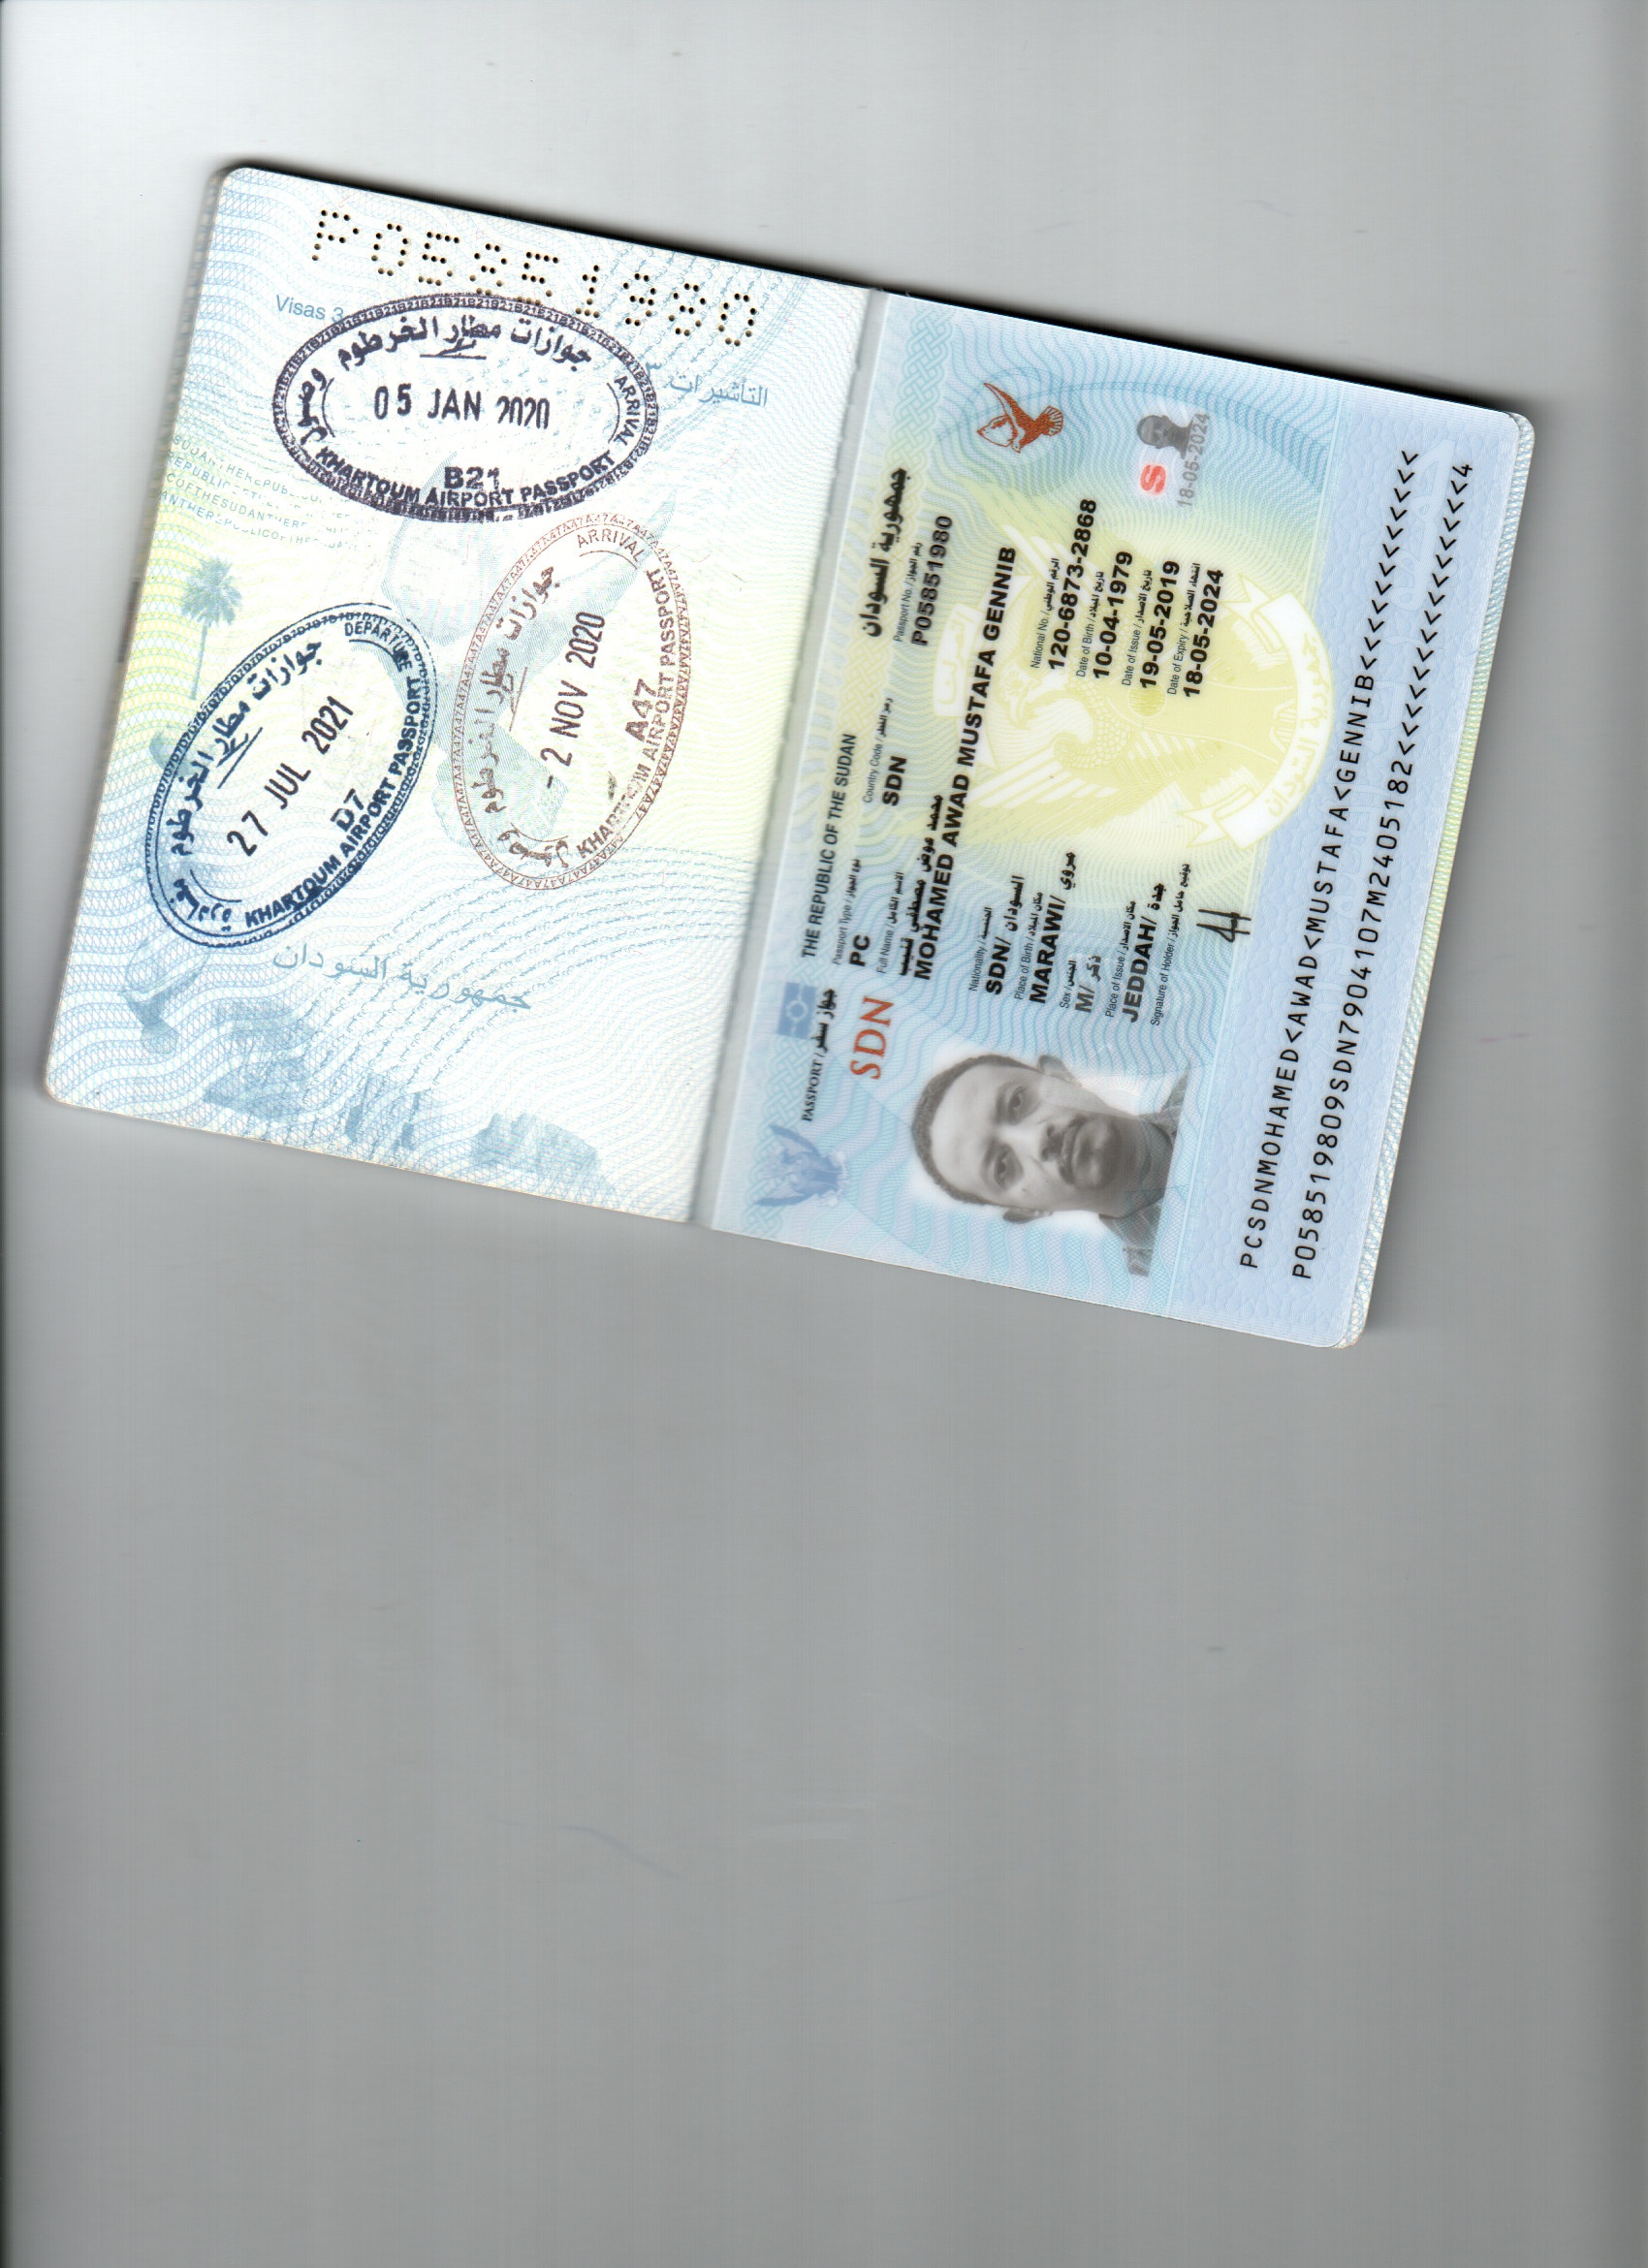 P05851980
Visas 3
التأشيرات ٣
جوازات مطار الخرطوم
وصول
05 JAN 2020
ARRIVAL
B21
KHARTOUM AIRPORT PASSPORT
ARRIVAL
جوازات مطار الخرطوم
وصول
- 2 NOV 2020
A47
KHARTOUM AIRPORT PASSPORT
DEPARTURE
جوازات مطار الخرطوم
مغادرة
27 JUL 2021
D7
KHARTOUM AIRPORT PASSPORT
جمهورية السودان
THE REPUBLIC OF THE SUDAN
جمهورية السودان
PASSPORT / جواز سفر
SDN
Passport Type / نوع الجواز
Country Code / رمز القطر
Passport No. / رقم الجواز
PC
SDN
P05851980
Full Name / الاسم الكامل
محمد عوض مصطفى
MOHAMED AWAD MUSTAFA GENNIB
Nationality / الجنسية
National No. / الرقم الوطني
SDN/ السودان
120-6873-2868
Place of Birth / مكان الميلاد
Date of Birth / تاريخ الميلاد
MARAWI/ مروي
10-04-1979
Sex / الجنس
Date of Issue / تاريخ الاصدار
M/ ذكر
19-05-2019
Place of Issue / مكان الاصدار
Date of Expiry / انتهاء الصلاحية
JEDDAH/ جدة
18-05-2024
Signature of Holder / توقيع حامل الجواز
S
18-05-2024
PCSDNMOHAMED<AWAD<MUSTAFA<GENNIB<<<<<<<<<<<<
P058519809SDN7904107M2405182<<<<<<<<<<<<<<<4